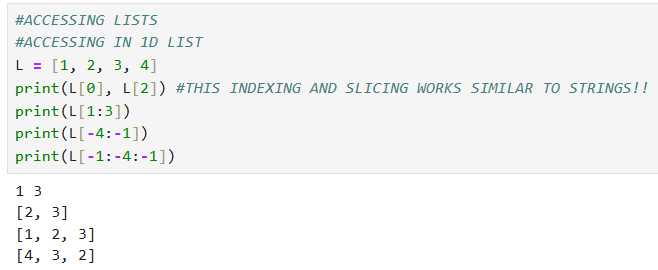 #ACCESSING LISTS
#ACCESSING IN 1D LIST
L = [1, 2, 3, 4]
print(L[0], L[2]) #THIS INDEXING AND SLICING WORKS SIMILAR TO STRINGS!!
print(L[1:3])
print(L[-4:-1])
print(L[-1:-4:-1])
1 3
[2, 3]
[1, 2, 3]
[4, 3, 2]